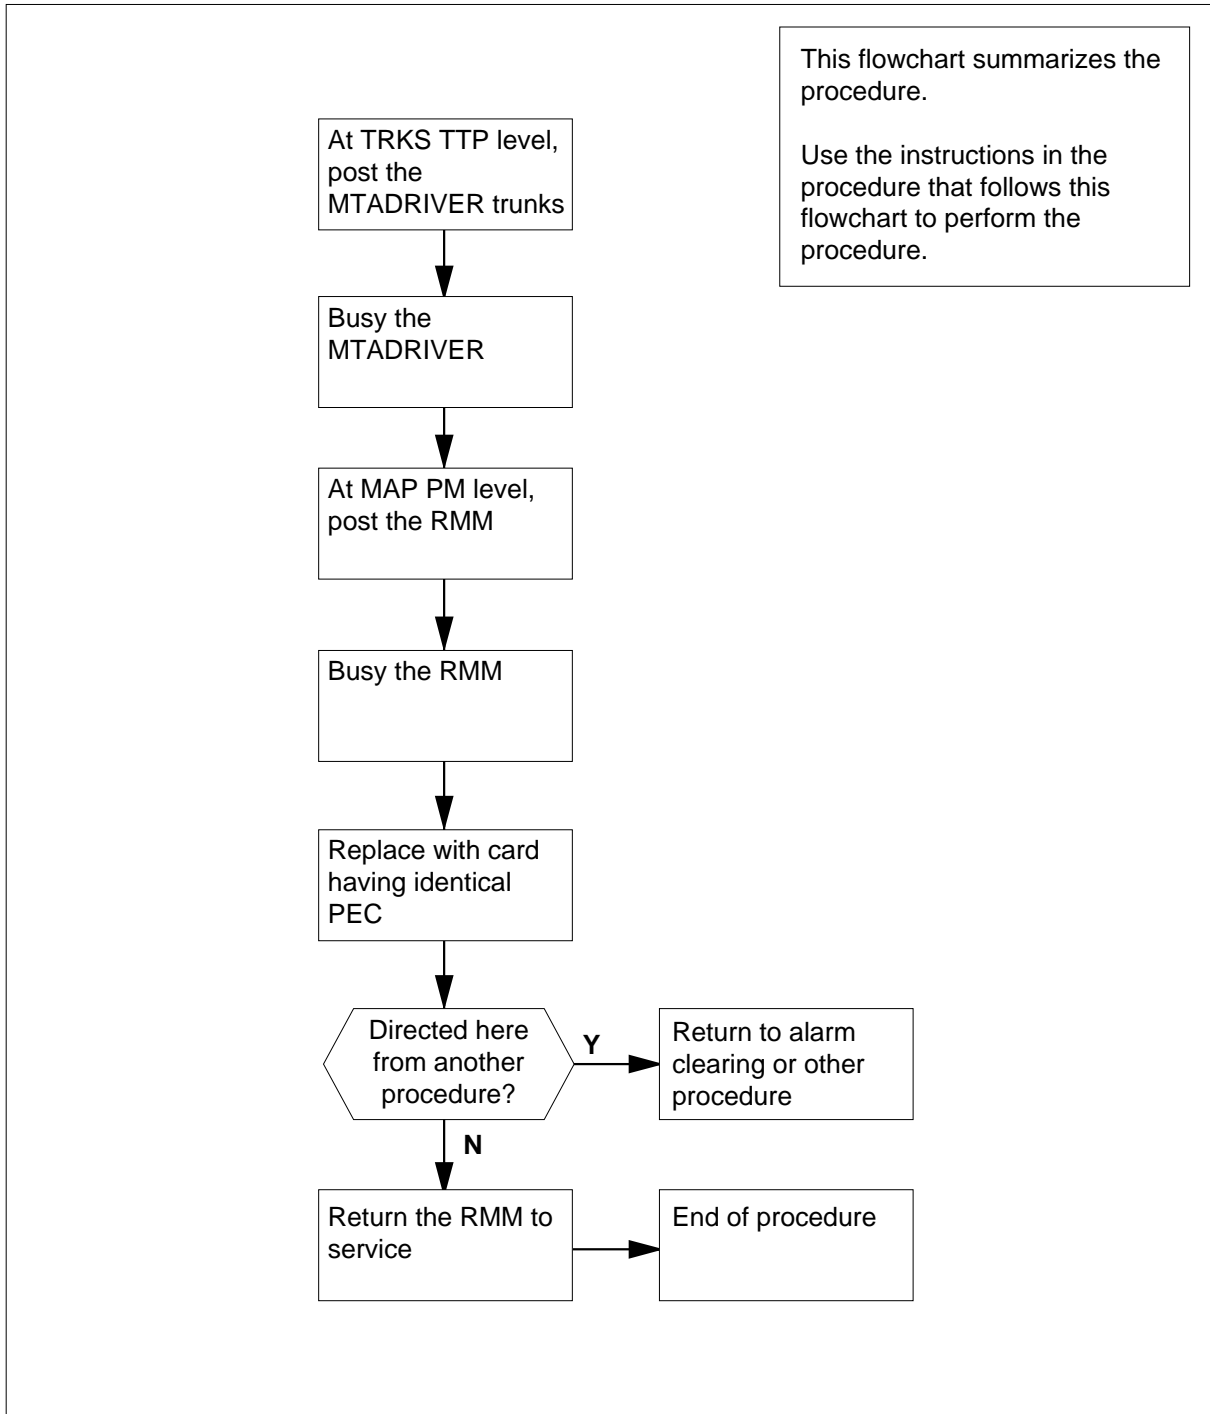 This flowchart summarizes the
procedure.
Use the instructions in the
procedure that follows this
flowchart to perform the
procedure.
At TRKS TTP level,
post the
MTADRIVER trunks
Busy the
MTADRIVER
At MAP PM level,
post the RMM
Busy the RMM
Replace with card
having identical
PEC
Directed here
from another
procedure?
Y
Return to alarm
clearing or other
procedure
N
Return the RMM to
service
End of procedure